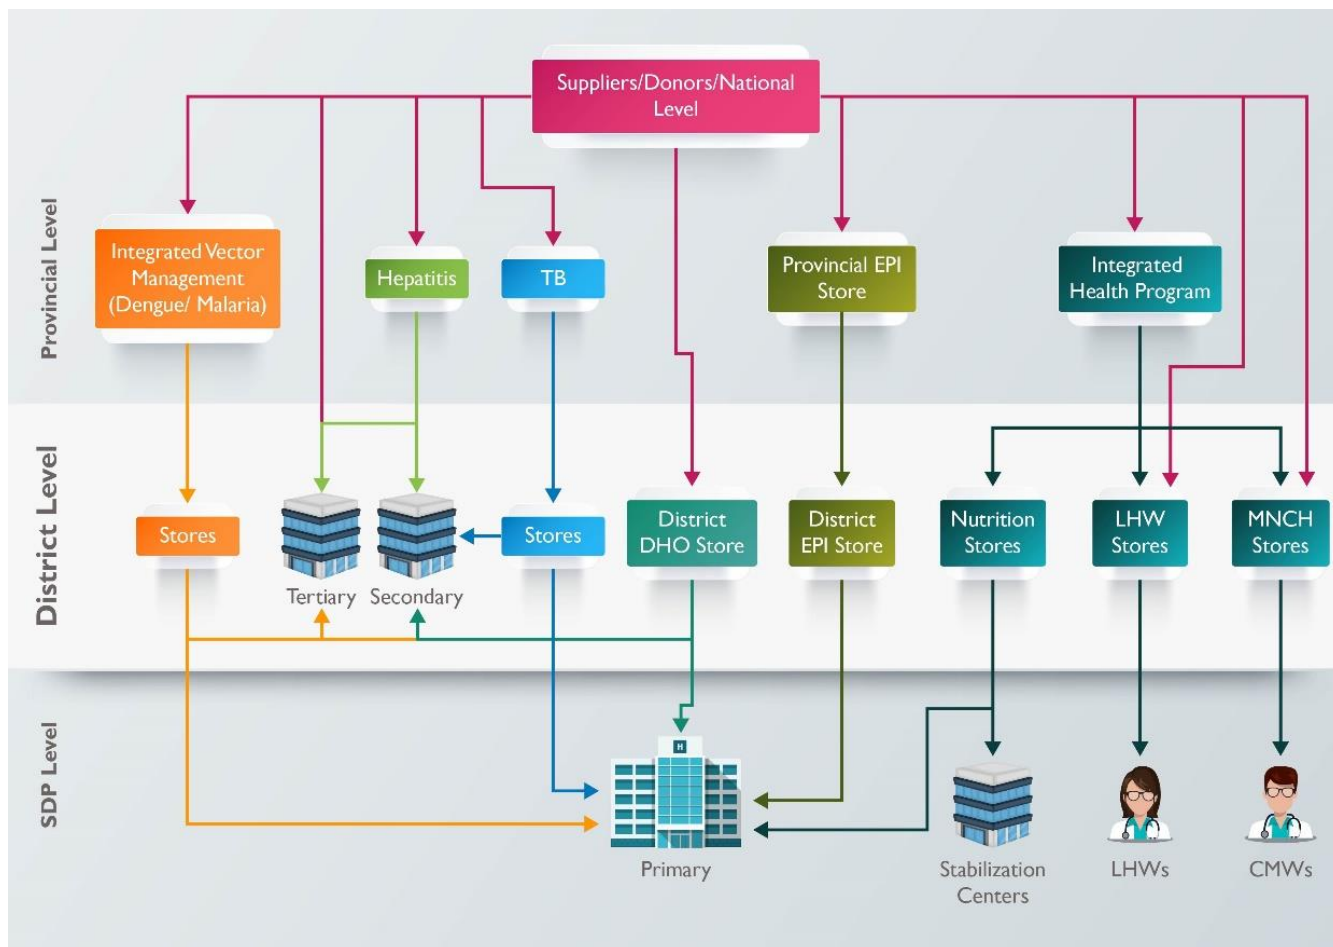 Suppliers/Donors/National
Level
Provincial Level
Integrated Vector
Management
(Dengue/ Malaria)
Hepatitis
TB
Provincial EPI
Store
Integrated
Health Program
District Level
Stores
Tertiary
Secondary
Stores
District
DHO Store
District
EPI Store
Nutrition
Stores
LHW
Stores
MNCH
Stores
SDP Level
H
Primary
Stabilization
Centers
LHWs
CMWs